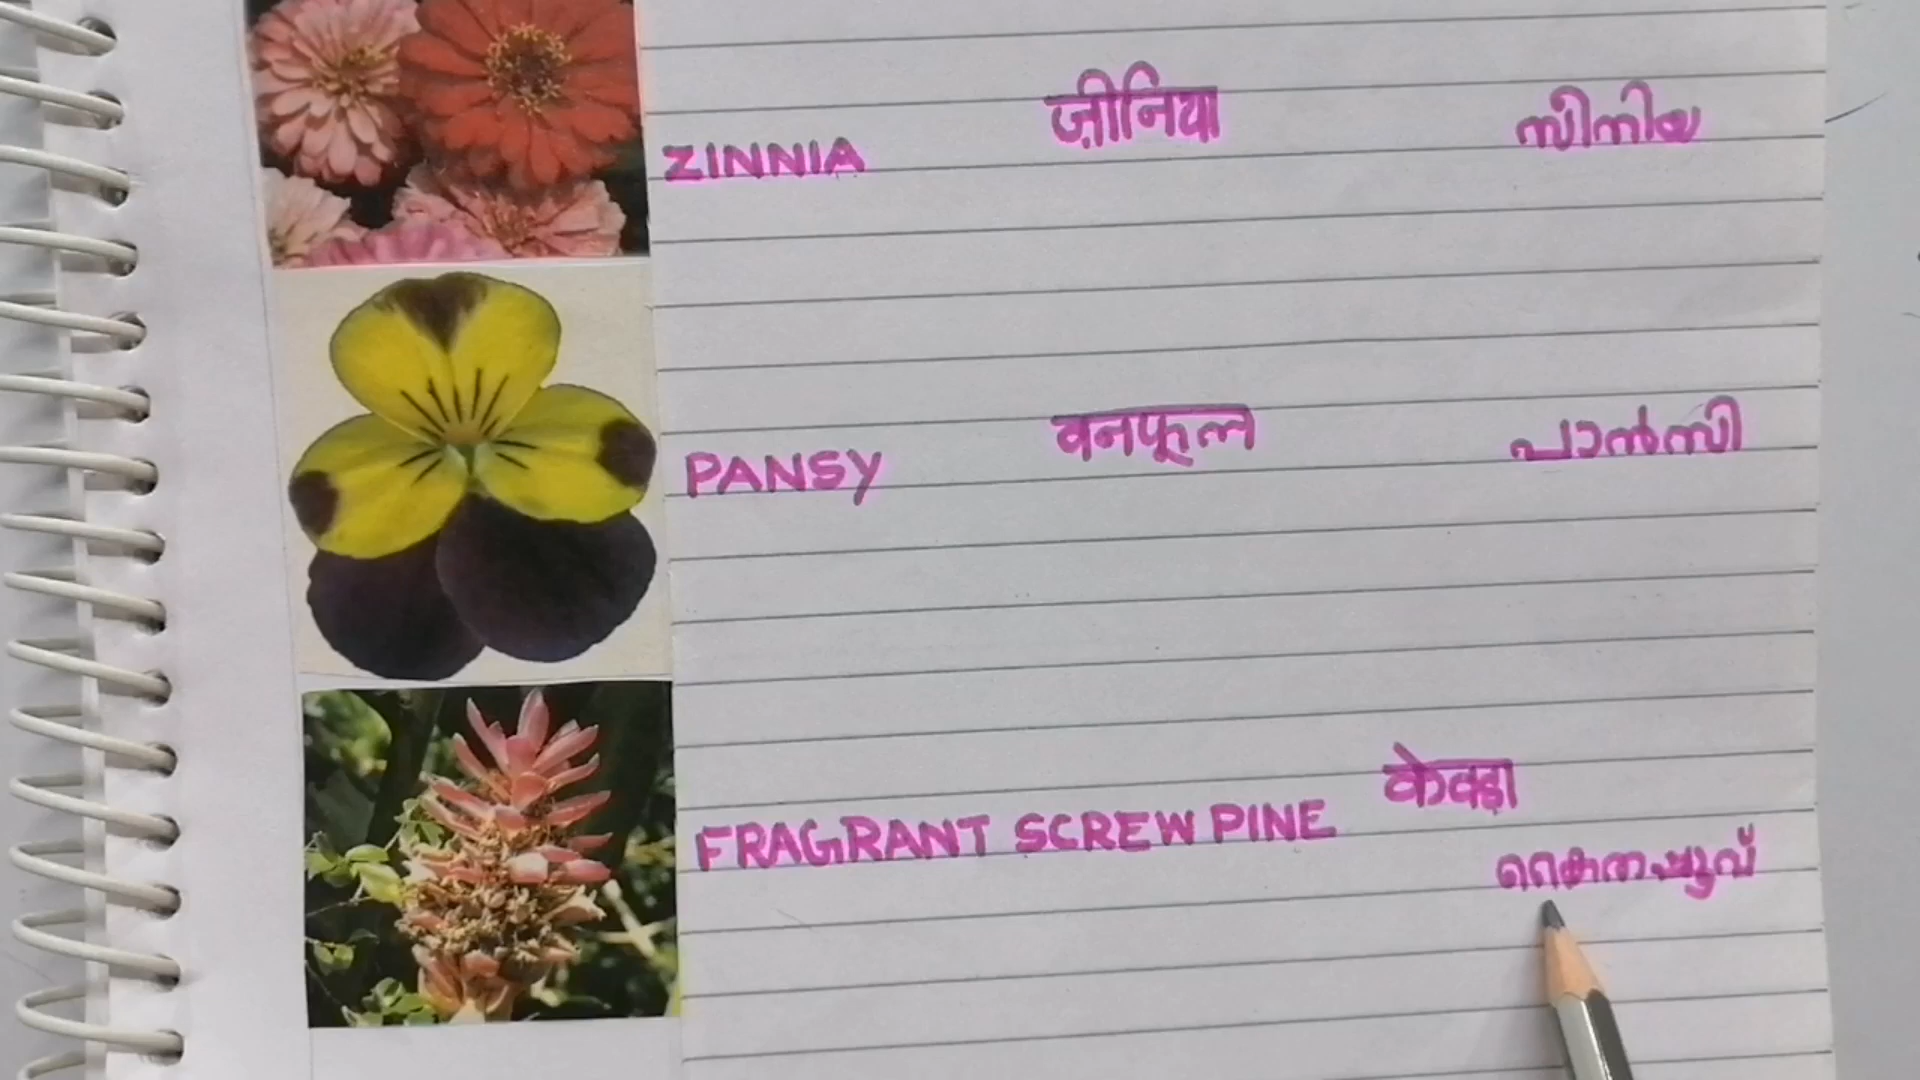 ZINNIA ज़ीनिया സീനിയ
PANSY वनफूल പാൻസി
FRAGRANT SCREW PINE केवड़ा
കൈതപ്പൂവ്